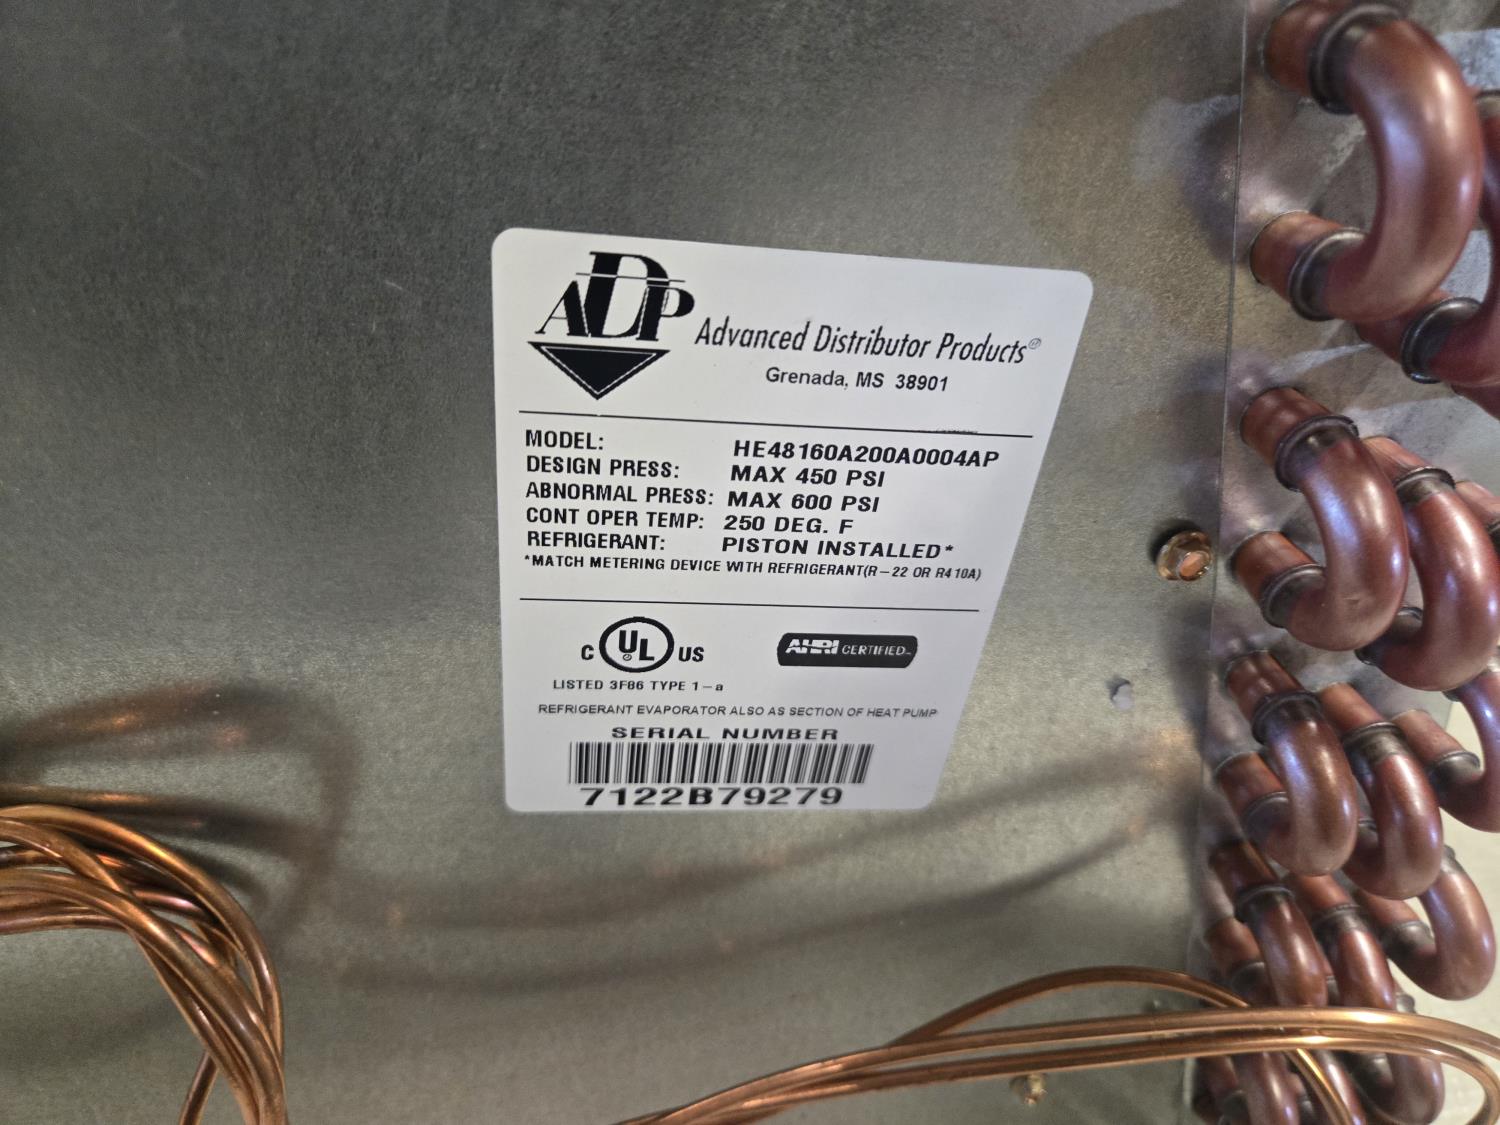 ADP
Advanced Distributor Products®
Grenada, MS 38901
MODEL: HE48160A200A0004AP
DESIGN PRESS: MAX 450 PSI
ABNORMAL PRESS: MAX 600 PSI
CONT OPER TEMP: 250 DEG. F
REFRIGERANT: PISTON INSTALLED*
*MATCH METERING DEVICE WITH REFRIGERANT(R-22 OR R410A)
C UL US
AHRI CERTIFIED™
LISTED 3F86 TYPE 1-a
REFRIGERANT EVAPORATOR ALSO AS SECTION OF HEAT PUMP
SERIAL NUMBER
7122B79279